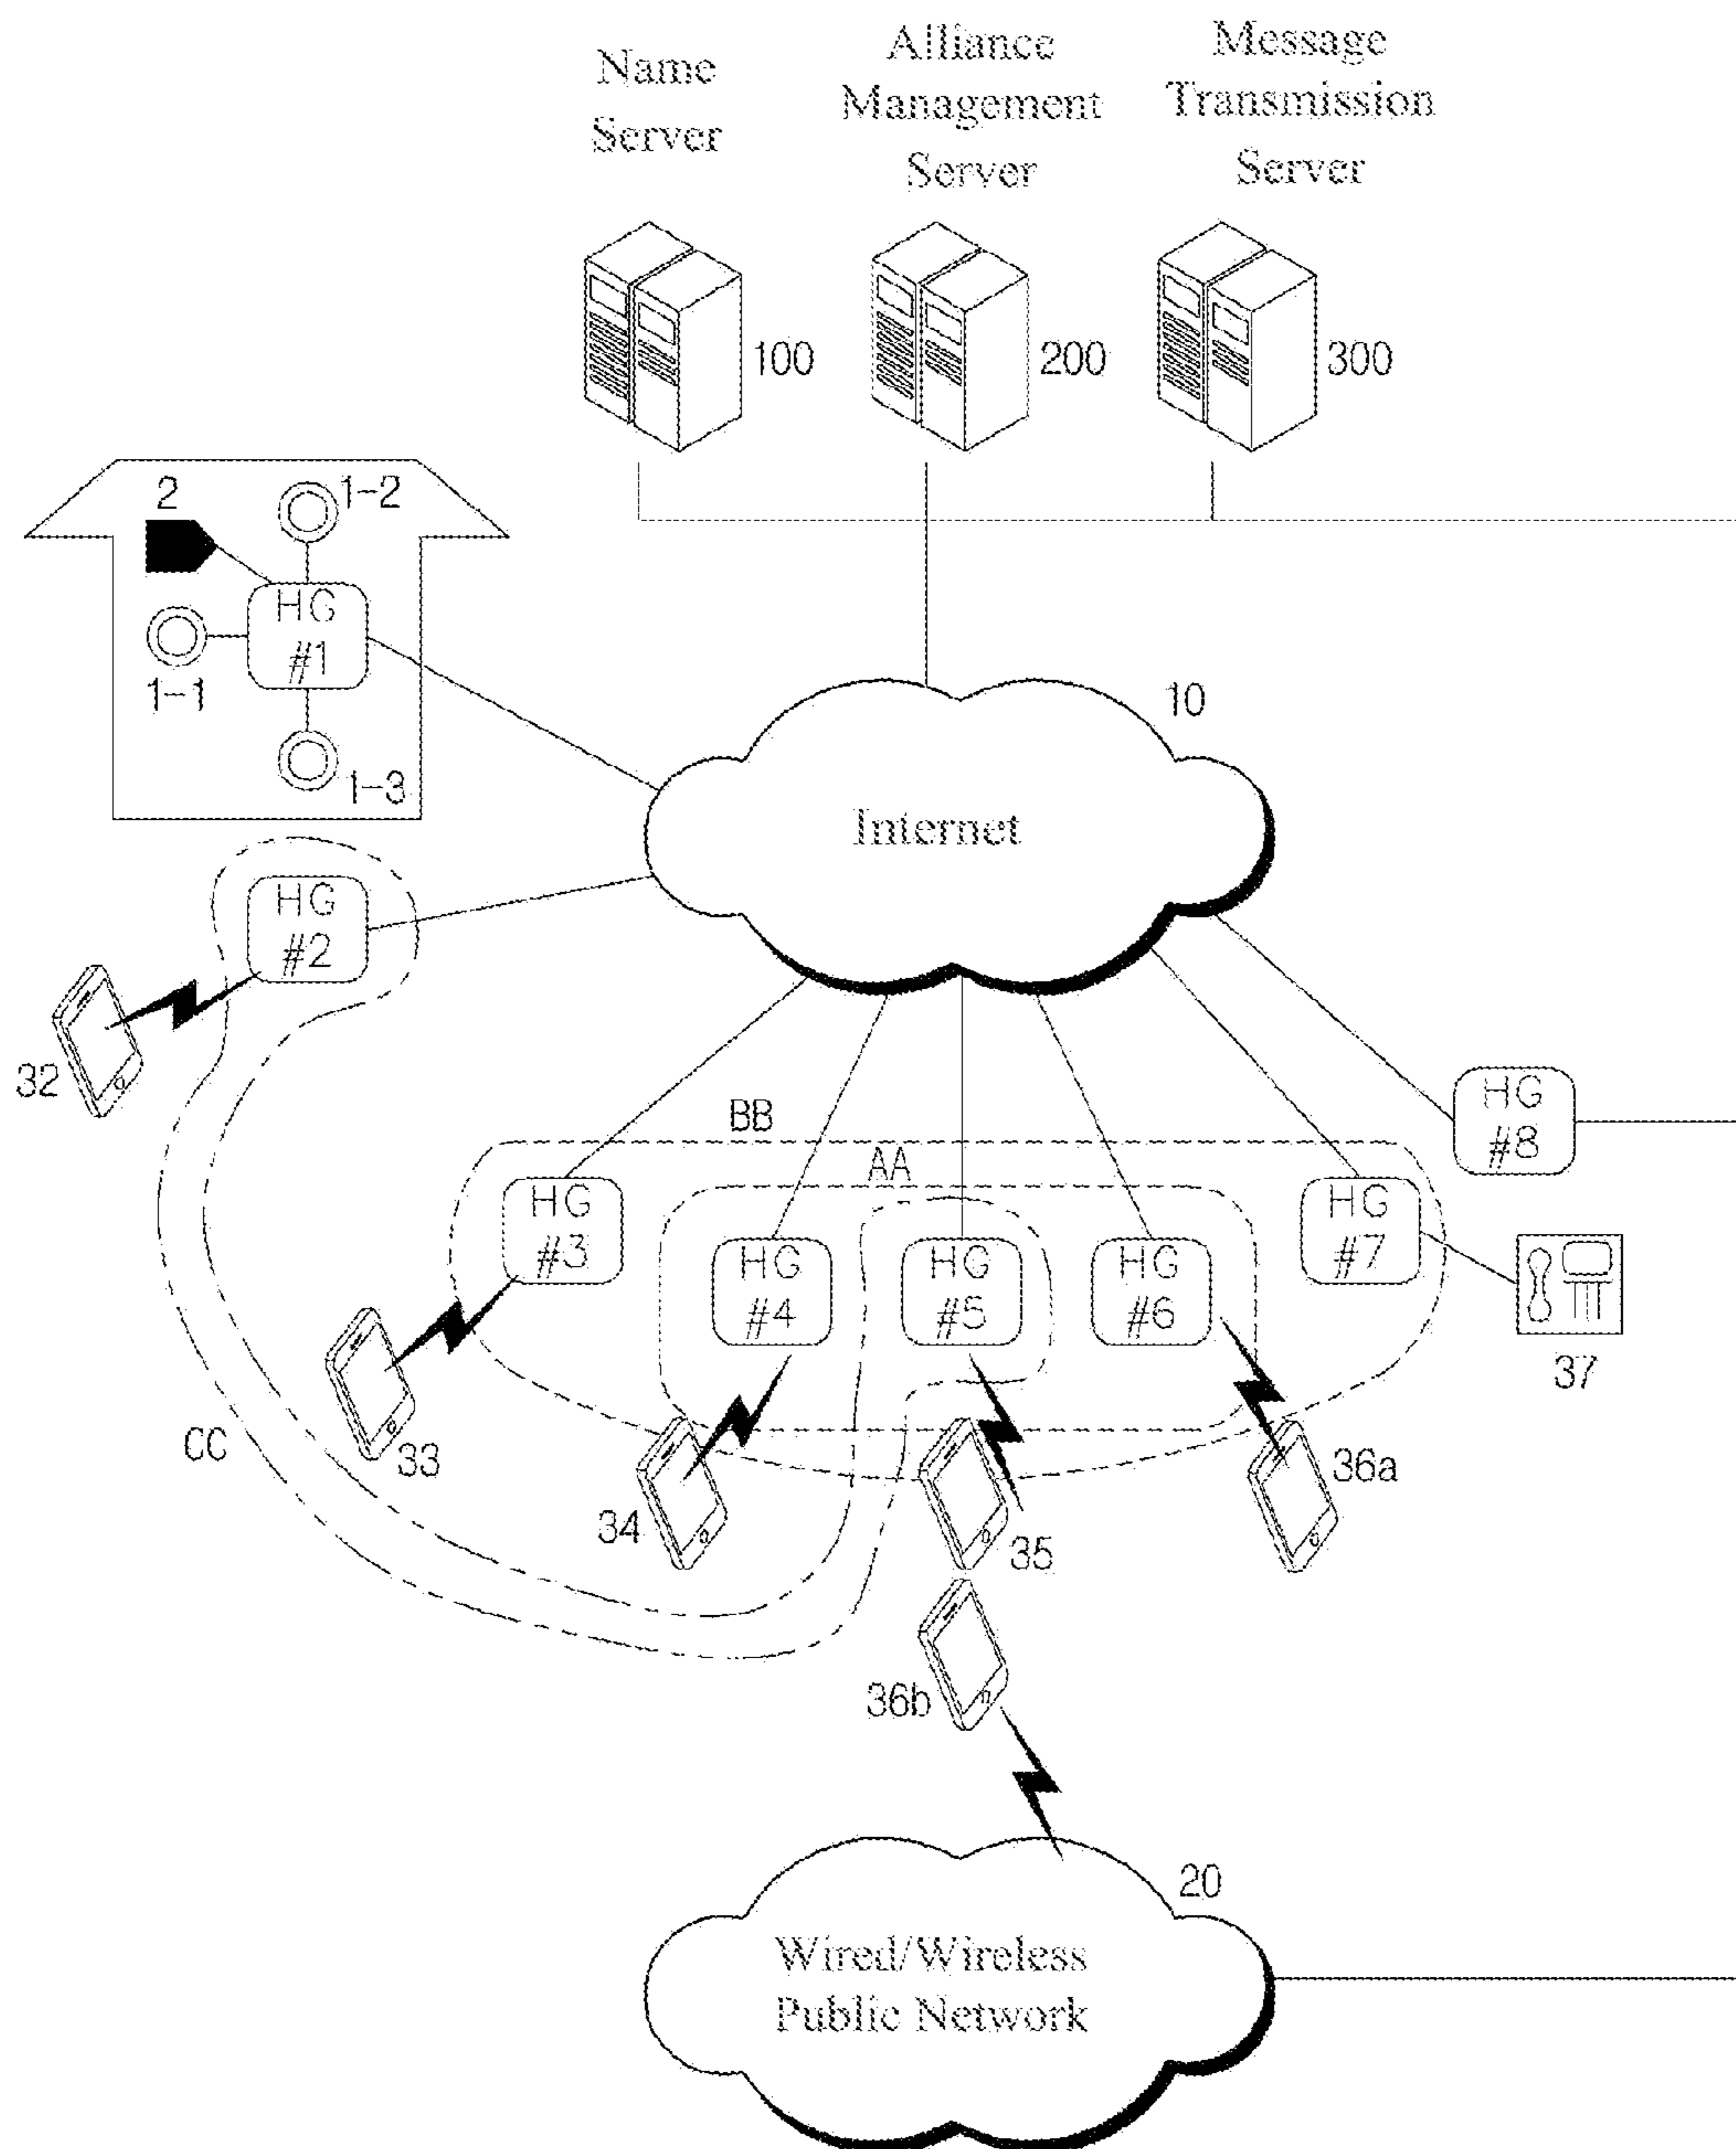 Name
Server
Alliance
Management
Server
Message
Transmission
Server
100
200
300
2
1-2
HG
#1
1-1
1-3
10
Internet
HG
#2
32
BB
AA
HG
#8
HG
#3
HG
#4
HG
#5
HG
#6
HG
#7
37
CC
33
34
35
36a
36b
20
Wired/Wireless
Public Network